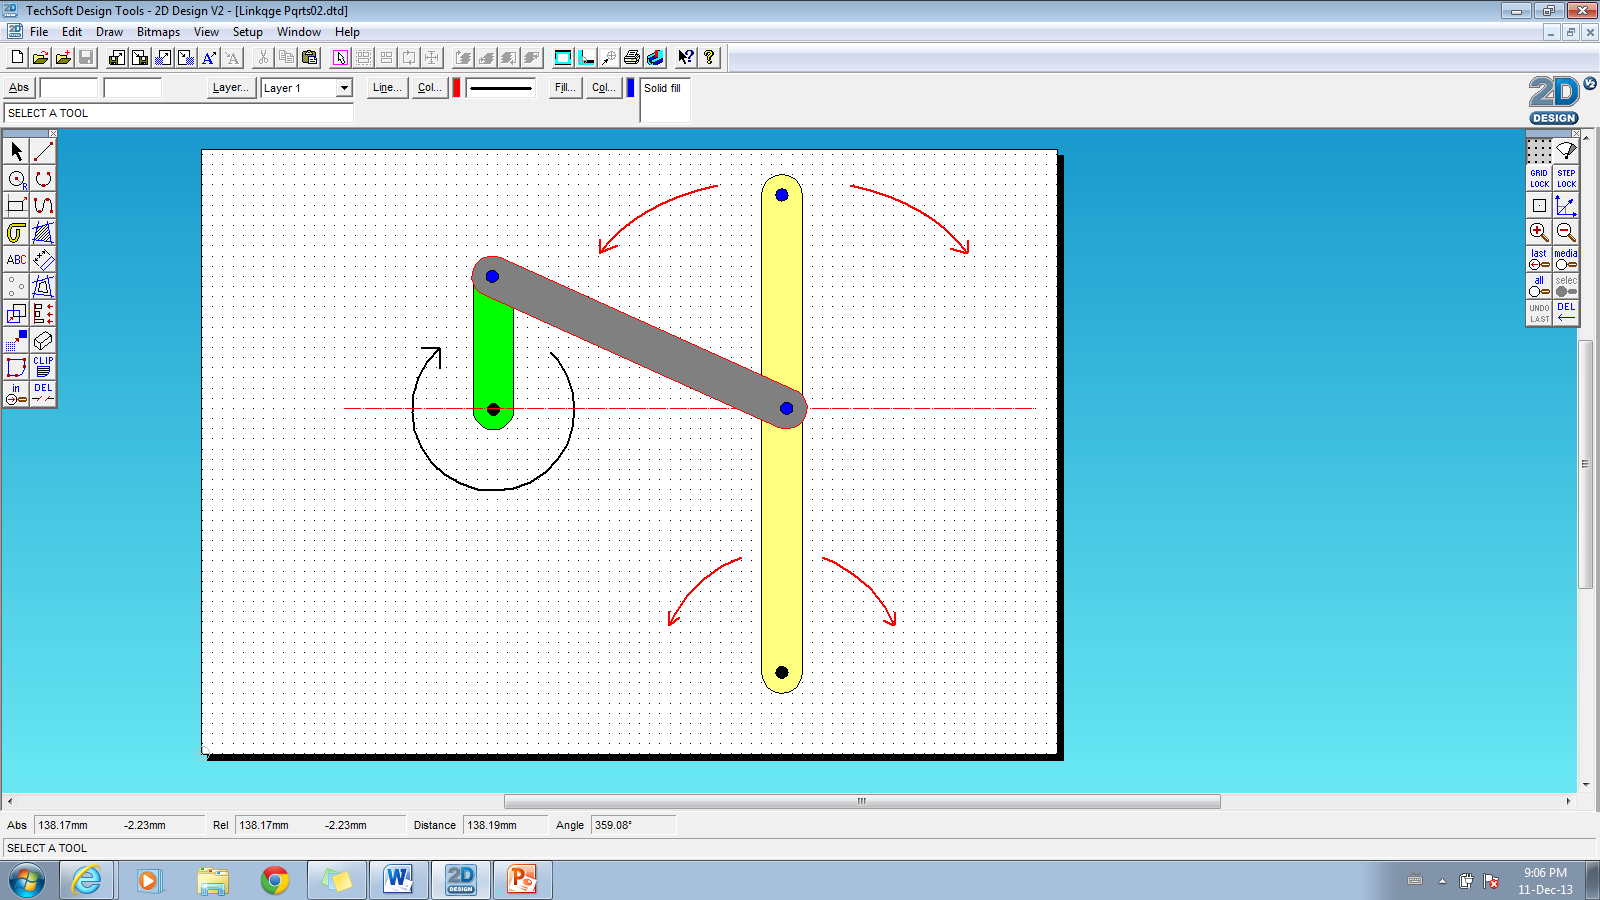 TechSoft Design Tools - 2D Design V2 - [Linkqge Pqrts02.dtd]
File Edit Draw Bitmaps View Setup Window Help
Abs Layer... Layer 1 Line... Col... Fill... Col... Solid fill
SELECT A TOOL
2D V2
DESIGN
R
ABC
CLIP
in DEL
GRID LOCK STEP LOCK
last media
all selec
UNDO LAST DEL
Abs 138.17mm -2.23mm Rel 138.17mm -2.23mm Distance 138.19mm Angle 359.08°
SELECT A TOOL
2D DESIGN
9:06 PM
11-Dec-13